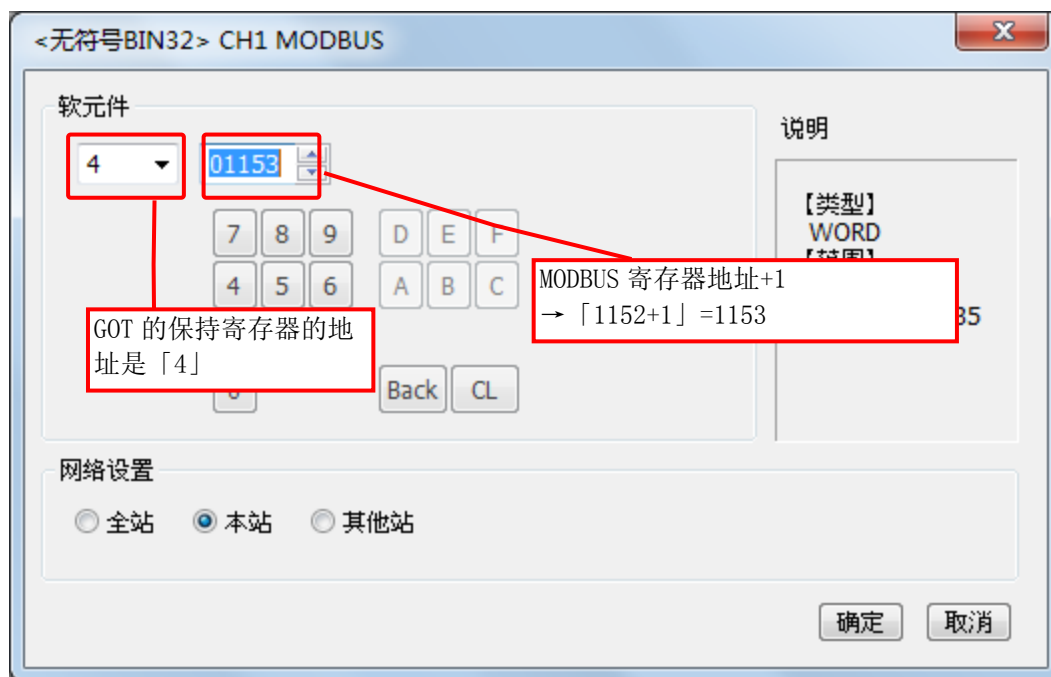 <无符号BIN32> CH1 MODBUS
软元件
4
01153
7 8 9 D E F
4 5 6 A B C
Back CL
GOT 的保持寄存器的地
址是「4」
MODBUS 寄存器地址+1
→「1152+1」=1153
说明
【类型】
WORD
35
网络设置
全站 本站 其他站
确定 取消